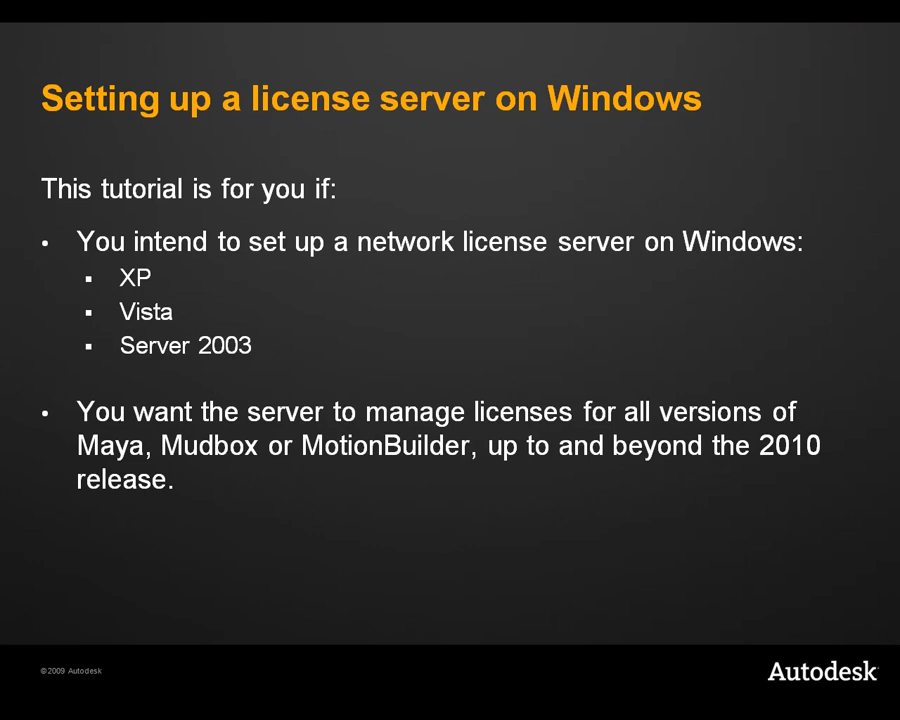 Setting up a license server on Windows
This tutorial is for you if:
• You intend to set up a network license server on Windows:
▪ XP
▪ Vista
▪ Server 2003
• You want the server to manage licenses for all versions of
Maya, Mudbox or MotionBuilder, up to and beyond the 2010
release.
©2009 Autodesk
Autodesk